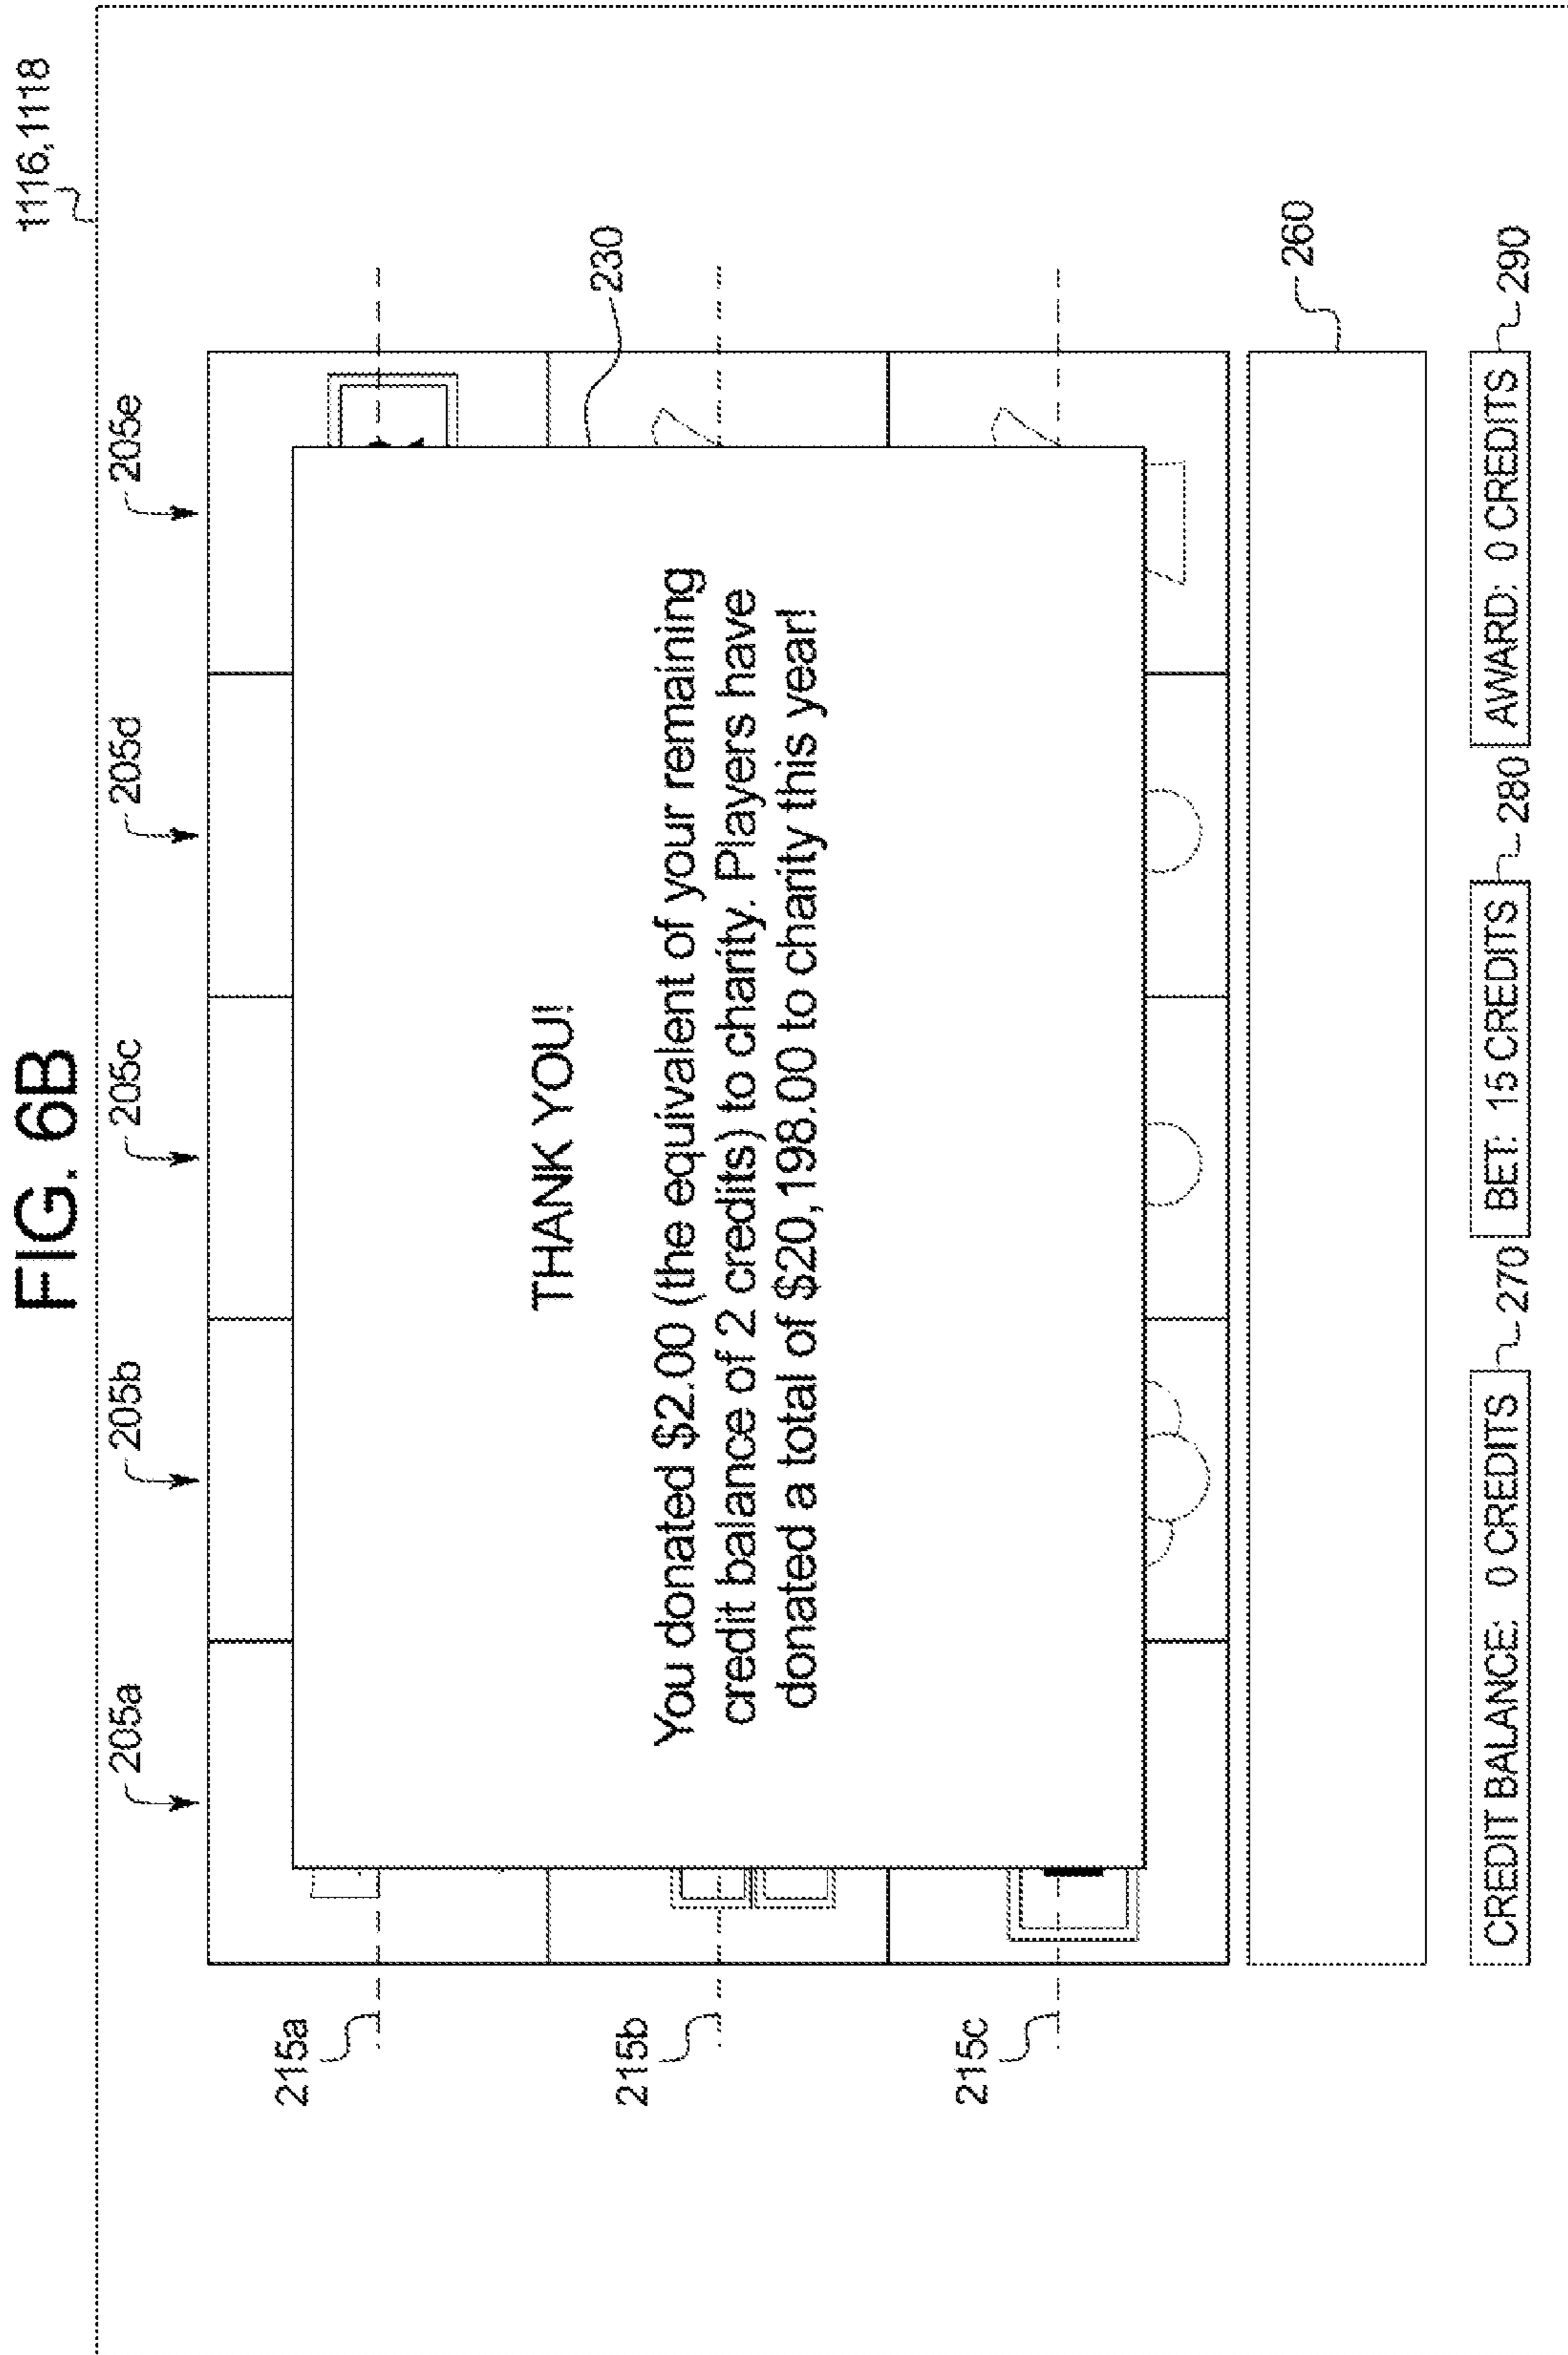 FIG. 6B
1116,1118
205a
205b
205c
205d
205e
215a
215b
215c
230
THANK YOU!
You donated $2.00 (the equivalent of your remaining
credit balance of 2 credits) to charity. Players have
donated a total of $20,198.00 to charity this year!
260
CREDIT BALANCE: 0 CREDITS
270
BET: 15 CREDITS
280
AWARD: 0 CREDITS
290